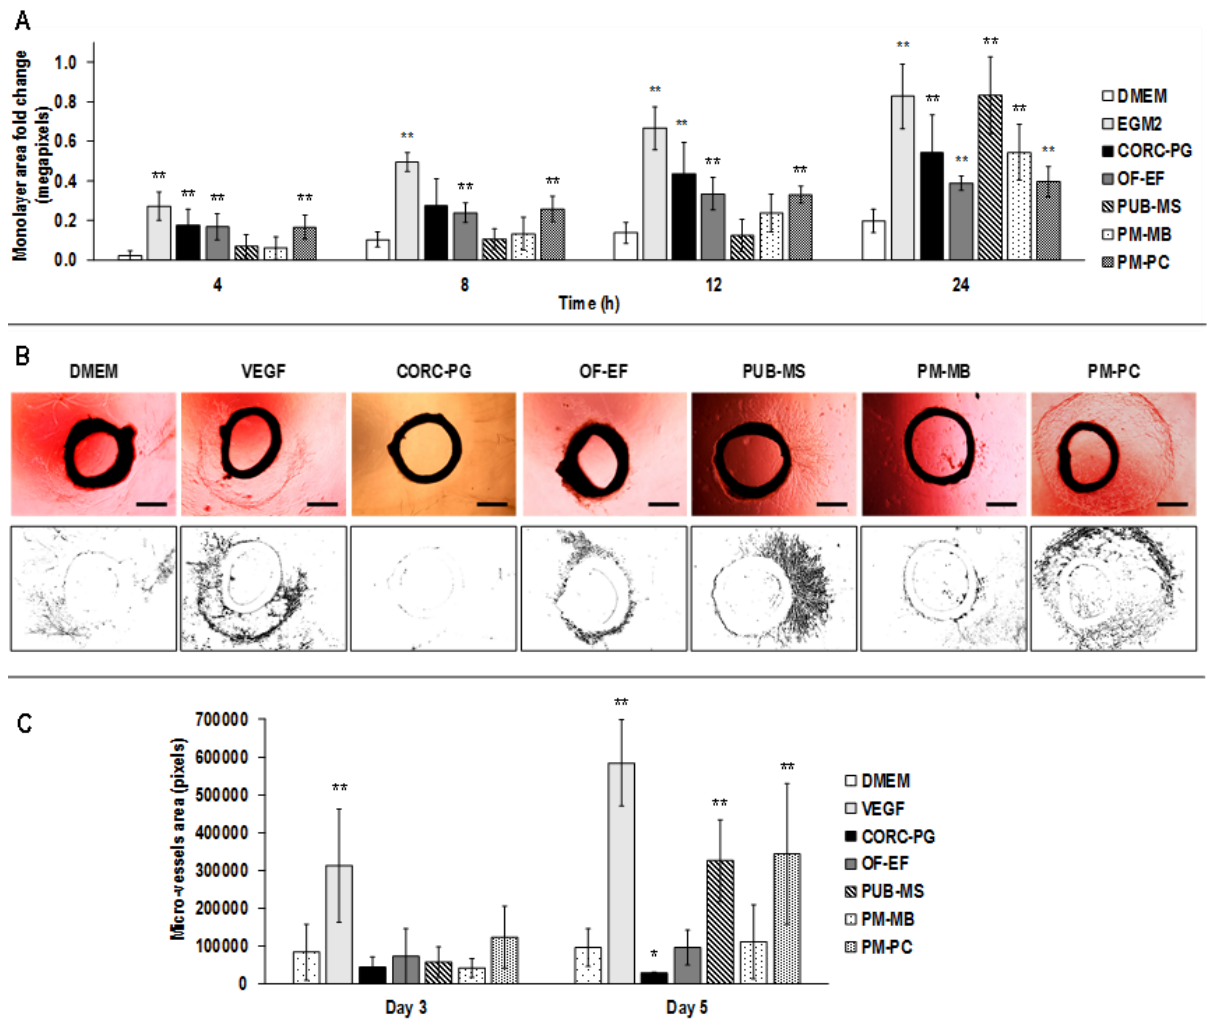 A
Monolayer area fold change
(megapixels)
1.0
0.8
0.6
0.4
0.2
0.0
** ** ** **
** ** **
** ** ** **
** ** ** ** ** **
4 8 12 24
Time (h)
DMEM
EGM2
CORC-PG
OF-EF
PUB-MS
PM-MB
PM-PC
B
DMEM VEGF CORC-PG OF-EF PUB-MS PM-MB PM-PC
C
Micro-vessels area (pixels)
700000
600000
500000
400000
300000
200000
100000
0
**
** * ** **
Day 3 Day 5
DMEM
VEGF
CORC-PG
OF-EF
PUB-MS
PM-MB
PM-PC